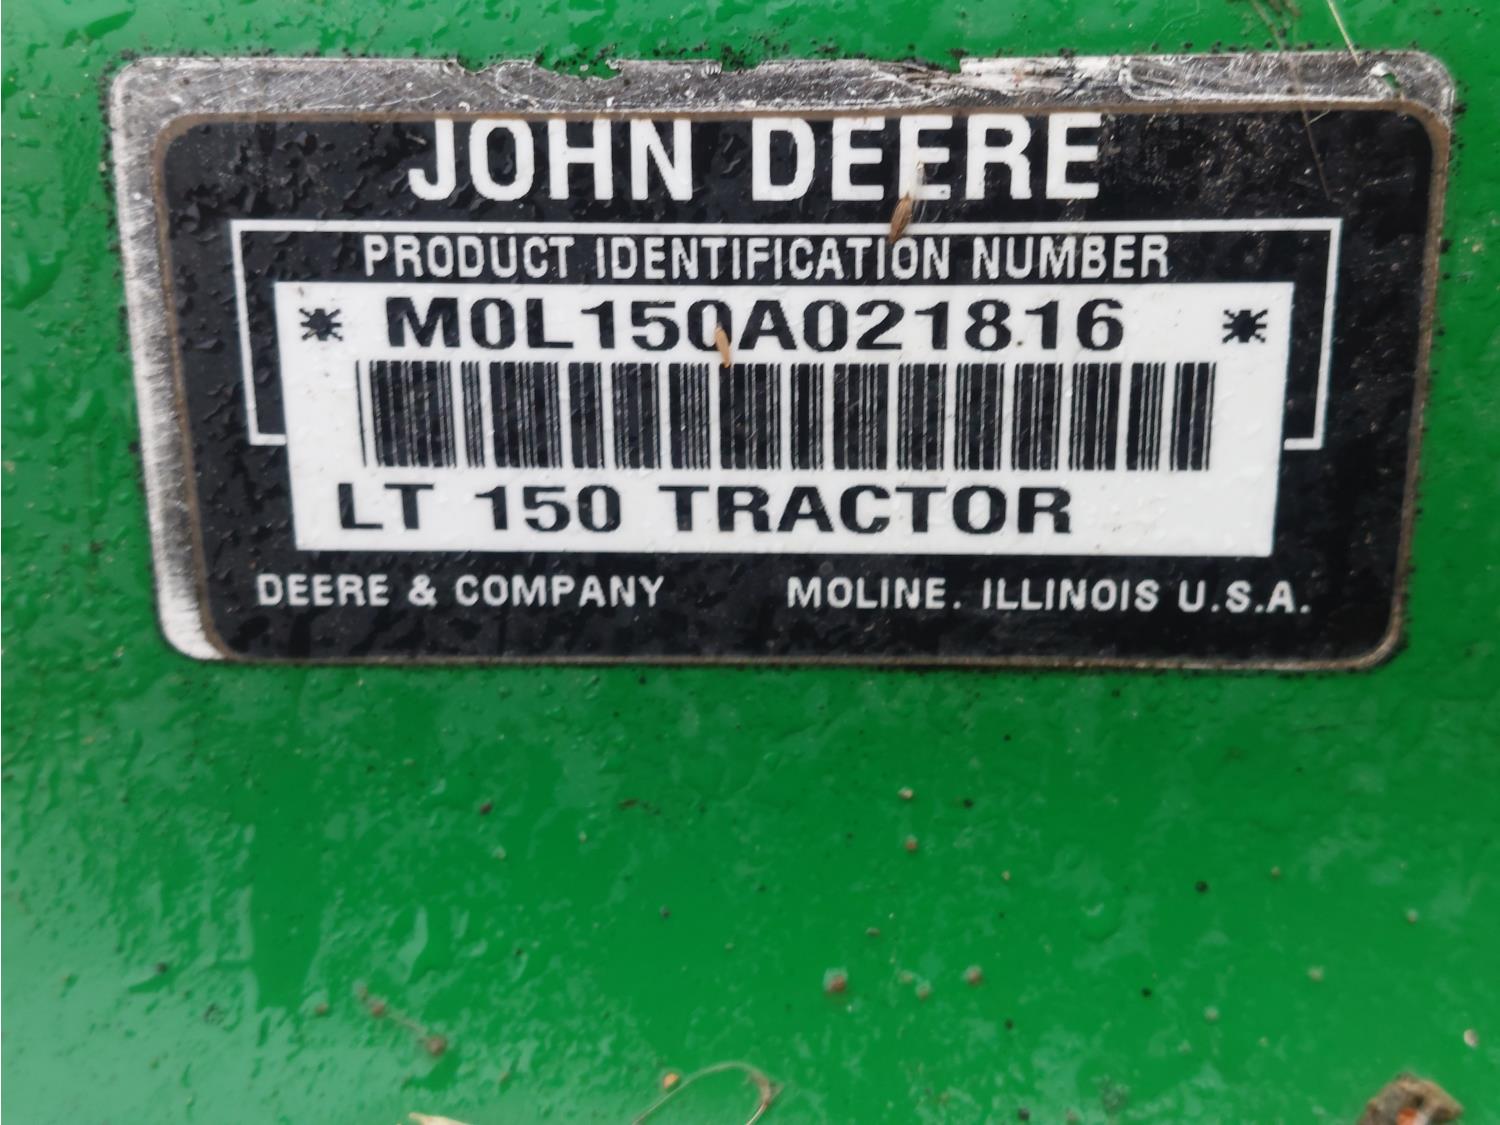 JOHN DEERE
PRODUCT IDENTIFICATION NUMBER
* M0L150A021816 *
LT 150 TRACTOR
DEERE & COMPANY MOLINE. ILLINOIS U.S.A.